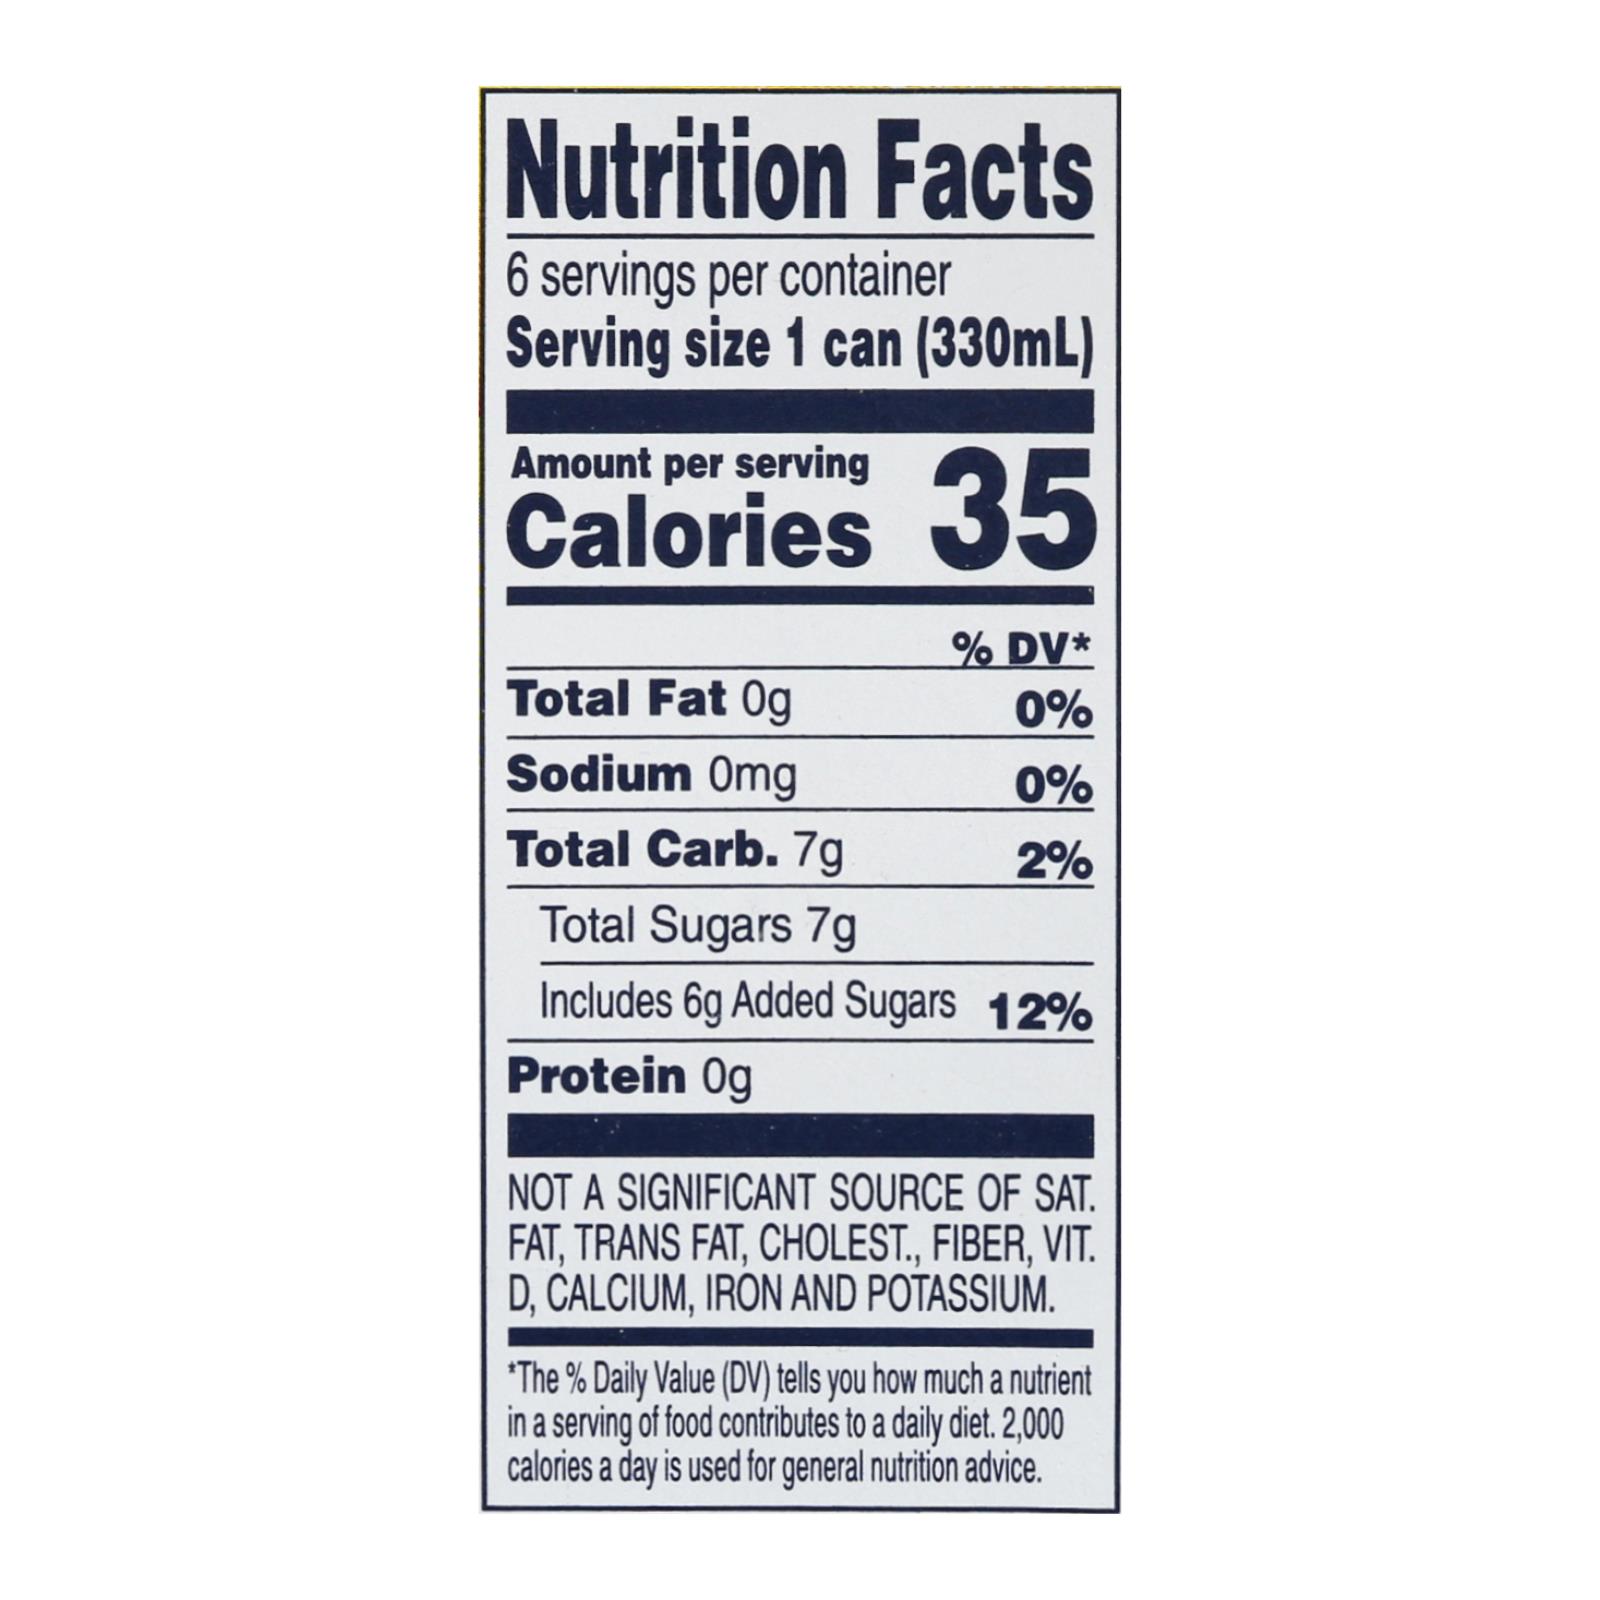 Nutrition Facts
6 servings per container
Serving size 1 can (330mL)
Amount per serving
Calories 35
% DV*
Total Fat 0g 0%
Sodium 0mg 0%
Total Carb. 7g 2%
Total Sugars 7g
Includes 6g Added Sugars 12%
Protein 0g
NOT A SIGNIFICANT SOURCE OF SAT.
FAT, TRANS FAT, CHOLEST., FIBER, VIT.
D, CALCIUM, IRON AND POTASSIUM.
*The % Daily Value (DV) tells you how much a nutrient
in a serving of food contributes to a daily diet. 2,000
calories a day is used for general nutrition advice.